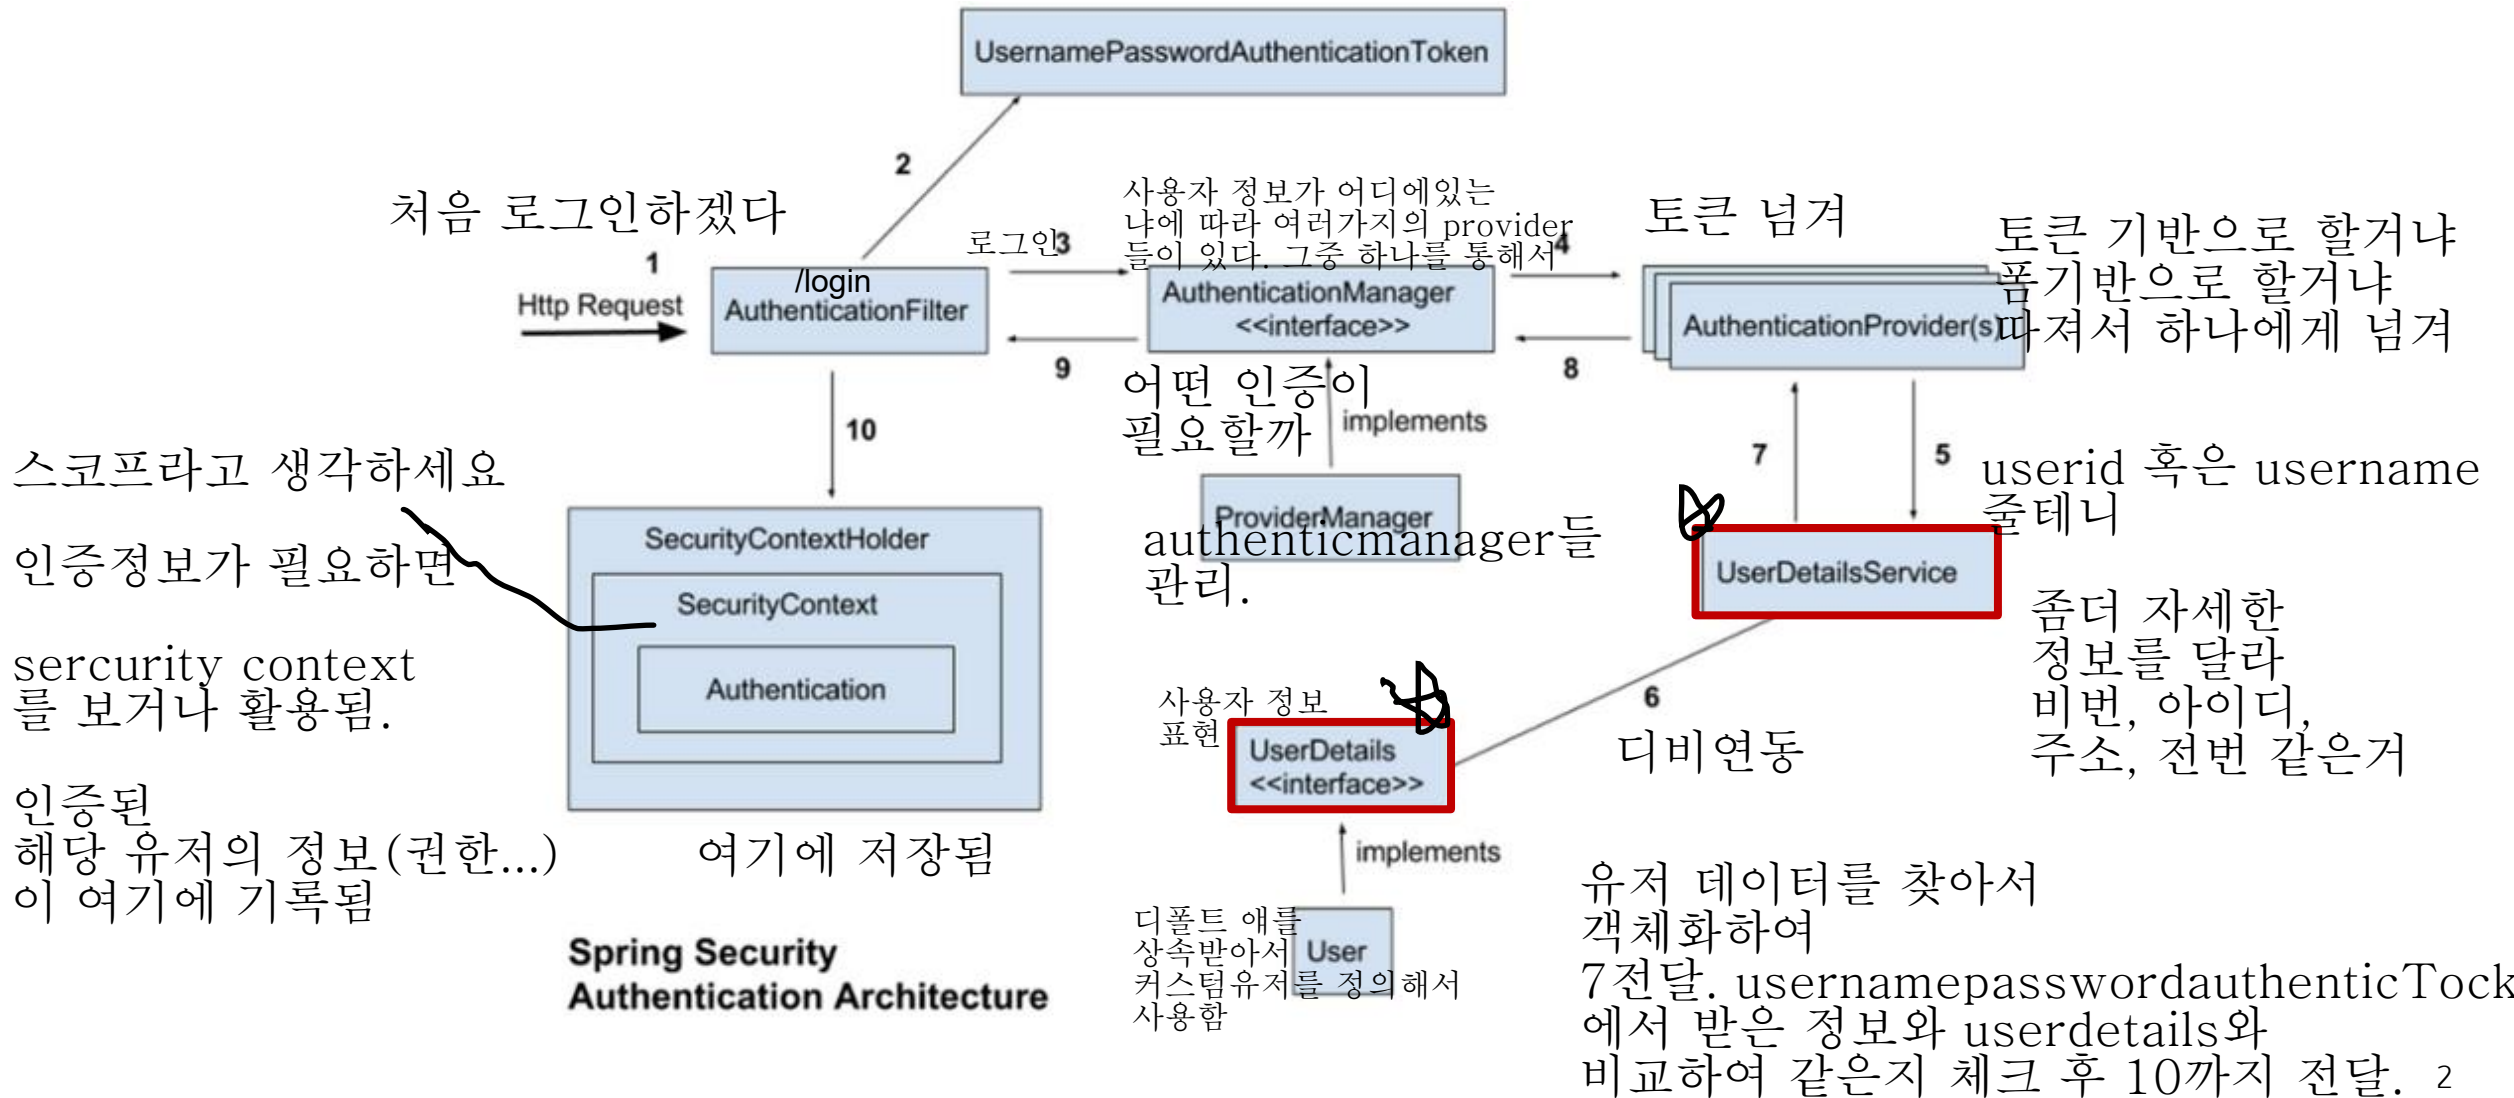 UsernamePasswordAuthenticationToken
2
처음 로그인하겠다
사용자 정보가 어디에있는
냐에 따라 여러가지의 provider
들이 있다. 그중 하나를 통해서
토큰 넘겨
토큰 기반으로 할거냐
폼기반으로 할거냐
따져서 하나에게 넘겨
1
로그인
3
4
Http Request
/login
AuthenticationFilter
AuthenticationManager
<<interface>>
AuthenticationProvider(s)
9
8
어떤 인증이
필요할까
implements
10
7
5
스코프라고 생각하세요
userid 혹은 username
줄테니
인증정보가 필요하면
sercurity context
를 보거나 활용됨.
인증된
해당 유저의 정보(권한...)
이 여기에 기록됨
SecurityContextHolder
SecurityContext
Authentication
여기에 저장됨
ProviderManager
authenticmanager들
관리.
UserDetailsService
좀더 자세한
정보를 달라
비번, 아이디,
주소, 전번 같은거
사용자 정보
표현
6
디비연동
UserDetails
<<interface>>
implements
디폴트 얘를
상속받아서
커스텀유저를 정의해서
사용함
User
Spring Security
Authentication Architecture
유저 데이터를 찾아서
객체화하여
7전달. usernamepasswordauthenticTock
에서 받은 정보와 userdetails와
비교하여 같은지 체크 후 10까지 전달.
2